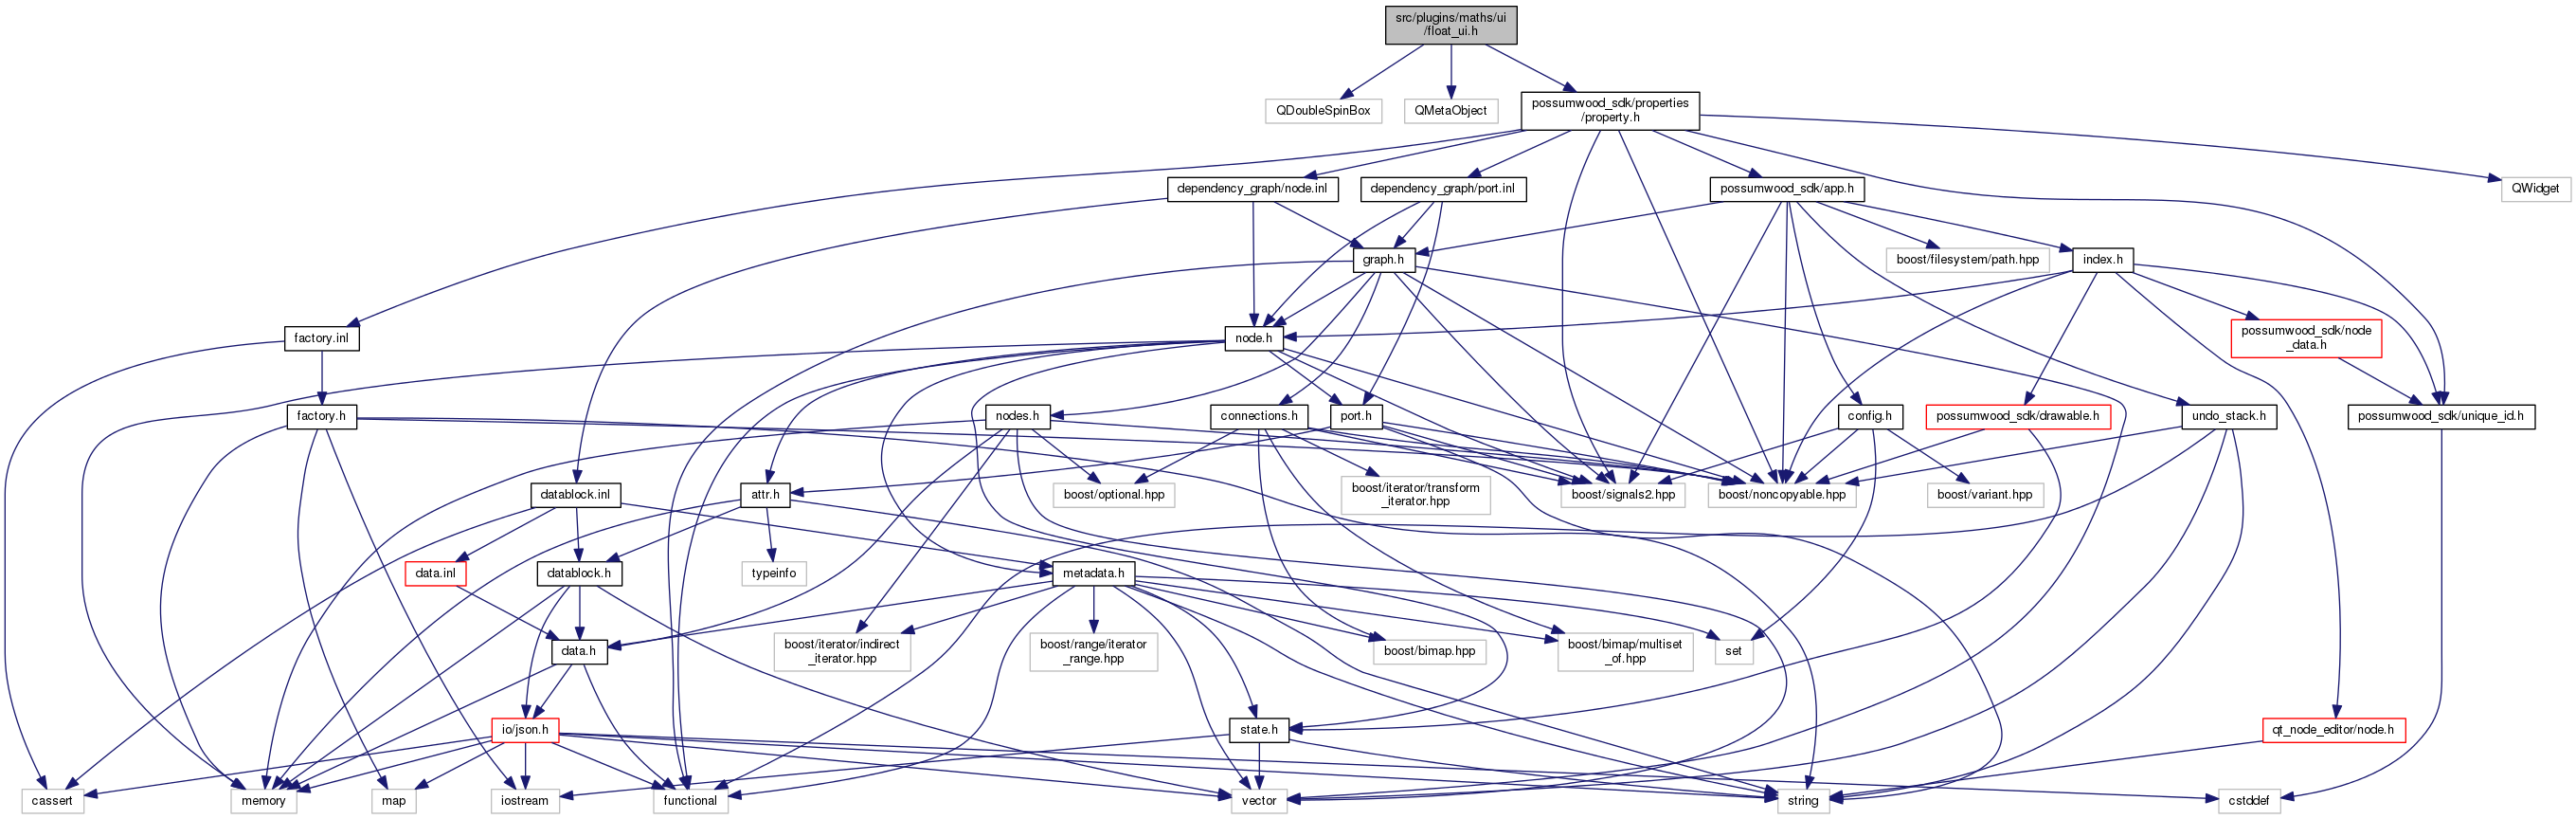 src/plugins/maths/ui
/float_ui.h
QDoubleSpinBox
QMetaObject
possumwood_sdk/properties
/property.h
dependency_graph/node.inl
dependency_graph/port.inl
possumwood_sdk/app.h
QWidget
graph.h
boost/filesystem/path.hpp
index.h
factory.inl
node.h
possumwood_sdk/node
_data.h
factory.h
nodes.h
connections.h
port.h
config.h
possumwood_sdk/drawable.h
undo_stack.h
possumwood_sdk/unique_id.h
datablock.inl
attr.h
boost/optional.hpp
boost/iterator/transform
_iterator.hpp
boost/signals2.hpp
boost/noncopyable.hpp
boost/variant.hpp
data.inl
datablock.h
typeinfo
metadata.h
data.h
boost/iterator/indirect
_iterator.hpp
boost/range/iterator
_range.hpp
boost/bimap.hpp
boost/bimap/multiset
_of.hpp
set
io/json.h
state.h
qt_node_editor/node.h
cassert
memory
map
iostream
functional
vector
string
cstddef